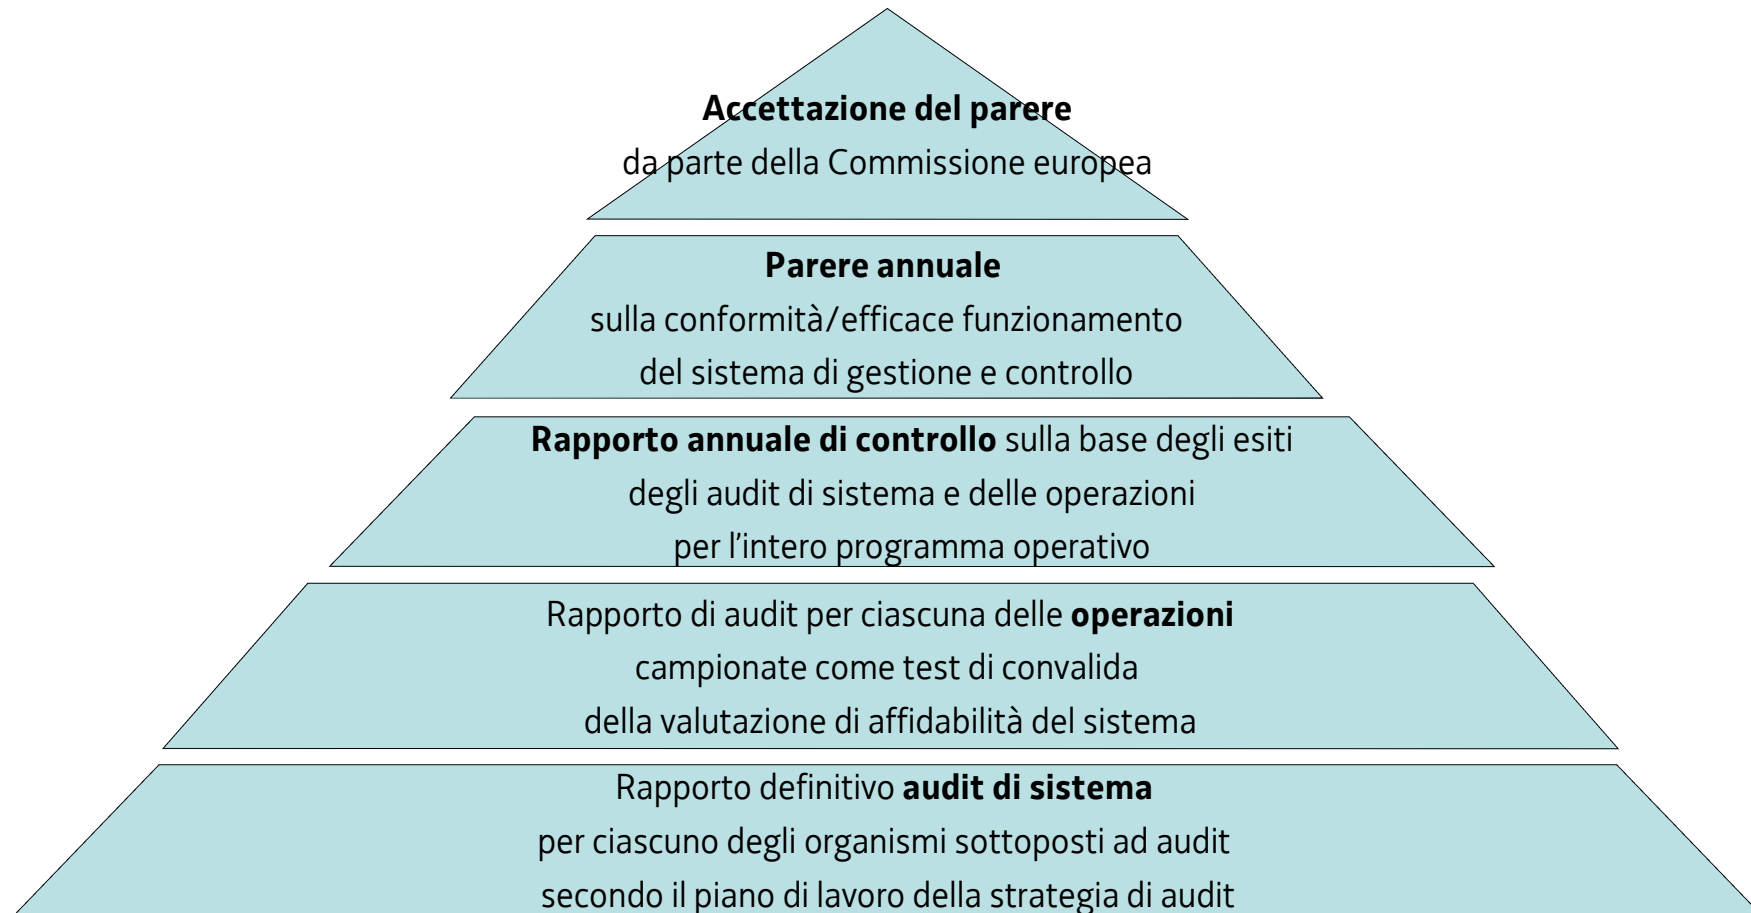 Accettazione del parere
da parte della Commissione europea
Parere annuale
sulla conformità/efficace funzionamento
del sistema di gestione e controllo
Rapporto annuale di controllo sulla base degli esiti
degli audit di sistema e delle operazioni
per l'intero programma operativo
Rapporto di audit per ciascuna delle operazioni
campionate come test di convalida
della valutazione di affidabilità del sistema
Rapporto definitivo audit di sistema
per ciascuno degli organismi sottoposti ad audit
secondo il piano di lavoro della strategia di audit